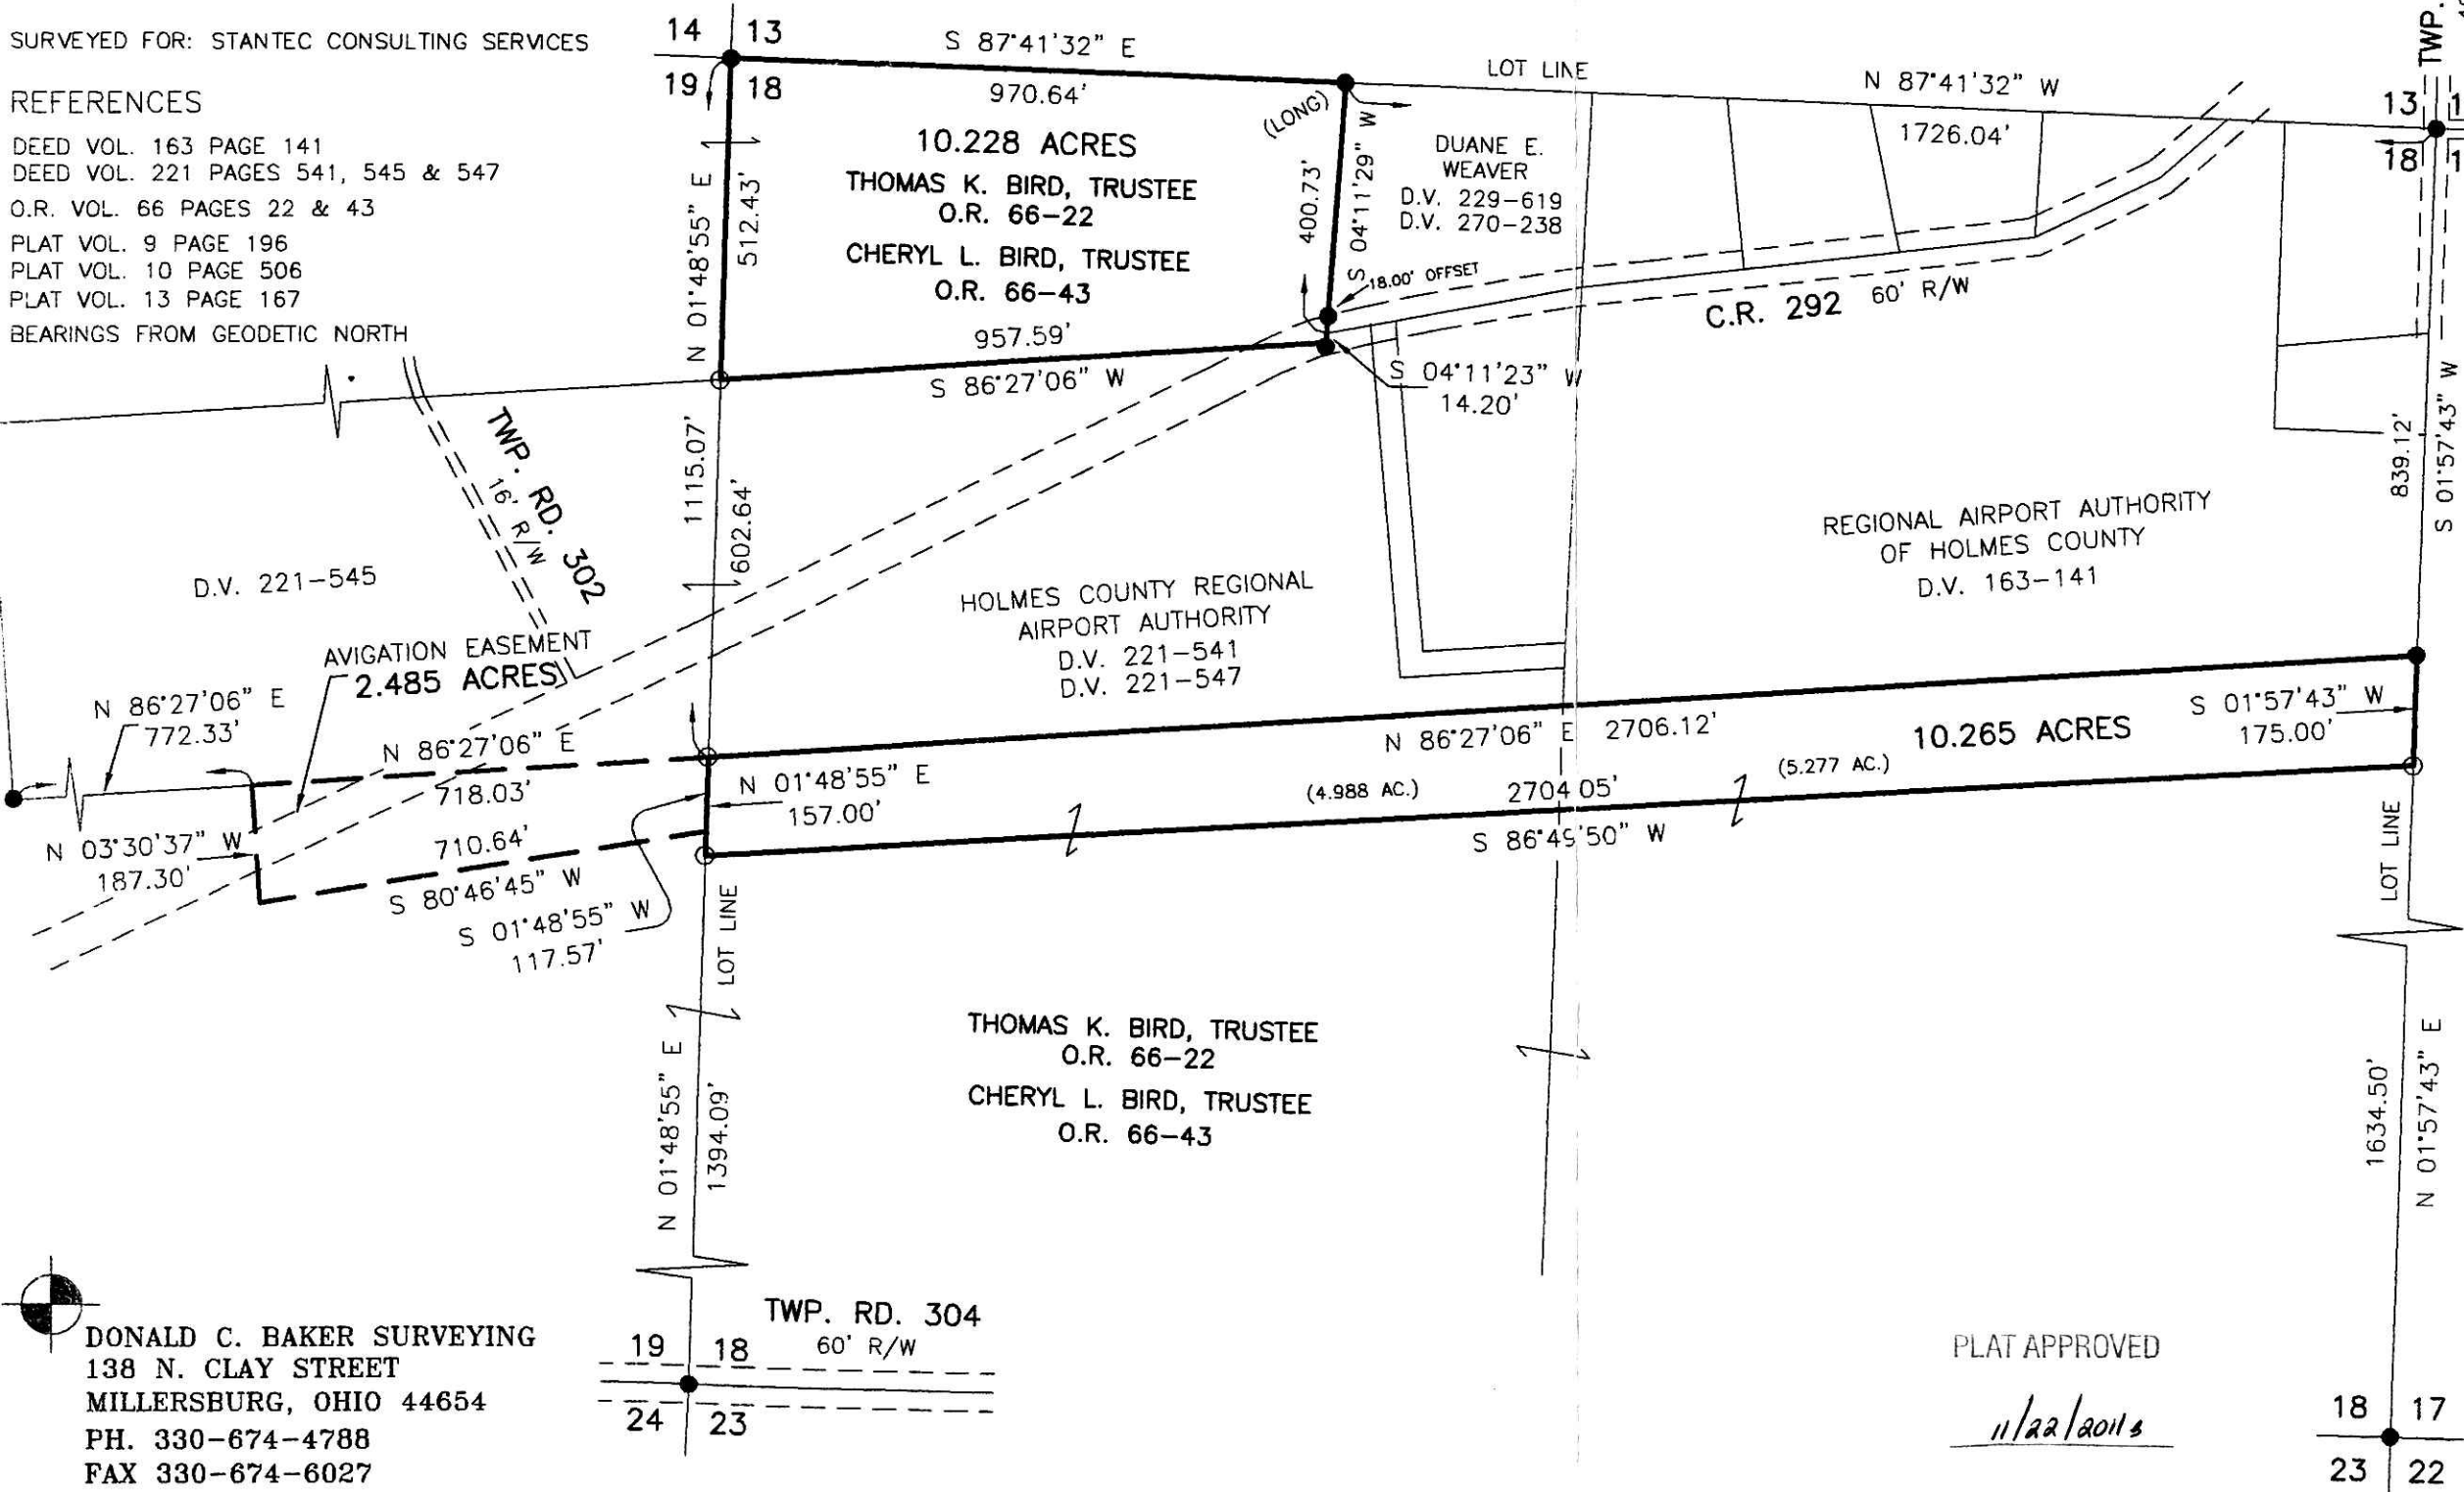 SURVEYED FOR: STANTEC CONSULTING SERVICES
REFERENCES
DEED VOL. 163 PAGE 141
DEED VOL. 221 PAGES 541, 545 & 547
O.R. VOL. 66 PAGES 22 & 43
PLAT VOL. 9 PAGE 196
PLAT VOL. 10 PAGE 506
PLAT VOL. 13 PAGE 167
BEARINGS FROM GEODETIC NORTH
14 13
19 18
S 87°41'32" E
970.64'
LOT LINE
N 87°41'32" W
1726.04'
TWP.
13
18
10.228 ACRES
THOMAS K. BIRD, TRUSTEE
O.R. 66-22
CHERYL L. BIRD, TRUSTEE
O.R. 66-43
N 01°48'55" E
512.43'
957.59'
S 86°27'06" W
(LONG)
400.73'
S 04°11'29" W
DUANE E.
WEAVER
D.V. 229-619
D.V. 270-238
18.00' OFFSET
C.R. 292 60' R/W
S 04°11'23" W
14.20'
839.12'
S 01°57'43" W
TWP. RD. 302
16' R/W
1115.07'
602.64'
D.V. 221-545
HOLMES COUNTY REGIONAL
AIRPORT AUTHORITY
D.V. 221-541
D.V. 221-547
REGIONAL AIRPORT AUTHORITY
OF HOLMES COUNTY
D.V. 163-141
AVIGATION EASEMENT
2.485 ACRES
N 86°27'06" E
772.33'
N 86°27'06" E
718.03'
N 03°30'37" W
187.30'
710.64'
S 80°46'45" W
S 01°48'55" W
117.57'
N 01°48'55" E
157.00'
N 86°27'06" E 2706.12'
10.265 ACRES
S 01°57'43" W
175.00'
(4.988 AC.)
2704.05'
(5.277 AC.)
S 86°49'50" W
LOT LINE
LOT LINE
N 01°48'55" E
1394.09'
THOMAS K. BIRD, TRUSTEE
O.R. 66-22
CHERYL L. BIRD, TRUSTEE
O.R. 66-43
1634.50'
N 01°57'43" E
DONALD C. BAKER SURVEYING
138 N. CLAY STREET
MILLERSBURG, OHIO 44654
PH. 330-674-4788
FAX 330-674-6027
TWP. RD. 304
60' R/W
19 18
24 23
PLAT APPROVED
18 17
23 22